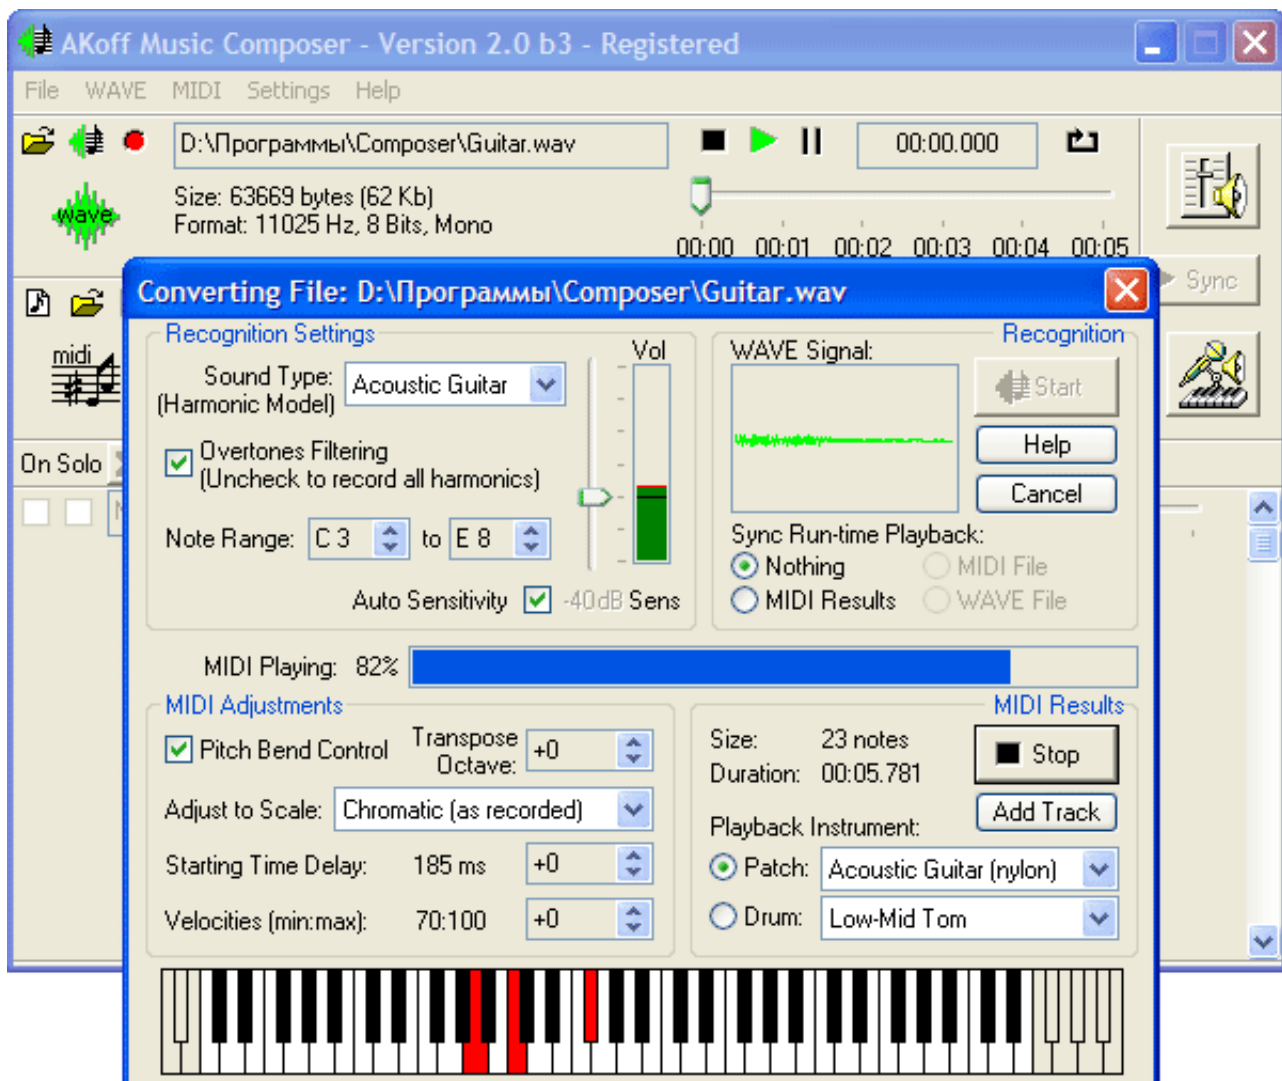 AKoff Music Composer - Version 2.0 b3 - Registered
File WAVE MIDI Settings Help
D:\Программы\Composer\Guitar.wav
00:00.000
wave
Size: 63669 bytes (62 Kb)
Format: 11025 Hz, 8 Bits, Mono
00:00 00:01 00:02 00:03 00:04 00:05
Sync
midi
On Solo
Converting File: D:\Программы\Composer\Guitar.wav
Recognition Settings
Sound Type:
(Harmonic Model)
Acoustic Guitar
Overtones Filtering
(Uncheck to record all harmonics)
Note Range: C 3 to E 8
Auto Sensitivity -40dB Sens
Vol
Recognition
WAVE Signal:
Start
Help
Cancel
Sync Run-time Playback:
Nothing MIDI File
MIDI Results WAVE File
MIDI Playing: 82%
MIDI Adjustments
Pitch Bend Control
Transpose
Octave:
+0
Adjust to Scale: Chromatic (as recorded)
Starting Time Delay: 185 ms +0
Velocities (min:max): 70:100 +0
MIDI Results
Size: 23 notes
Duration: 00:05.781
Stop
Add Track
Playback Instrument:
Patch: Acoustic Guitar (nylon)
Drum: Low-Mid Tom